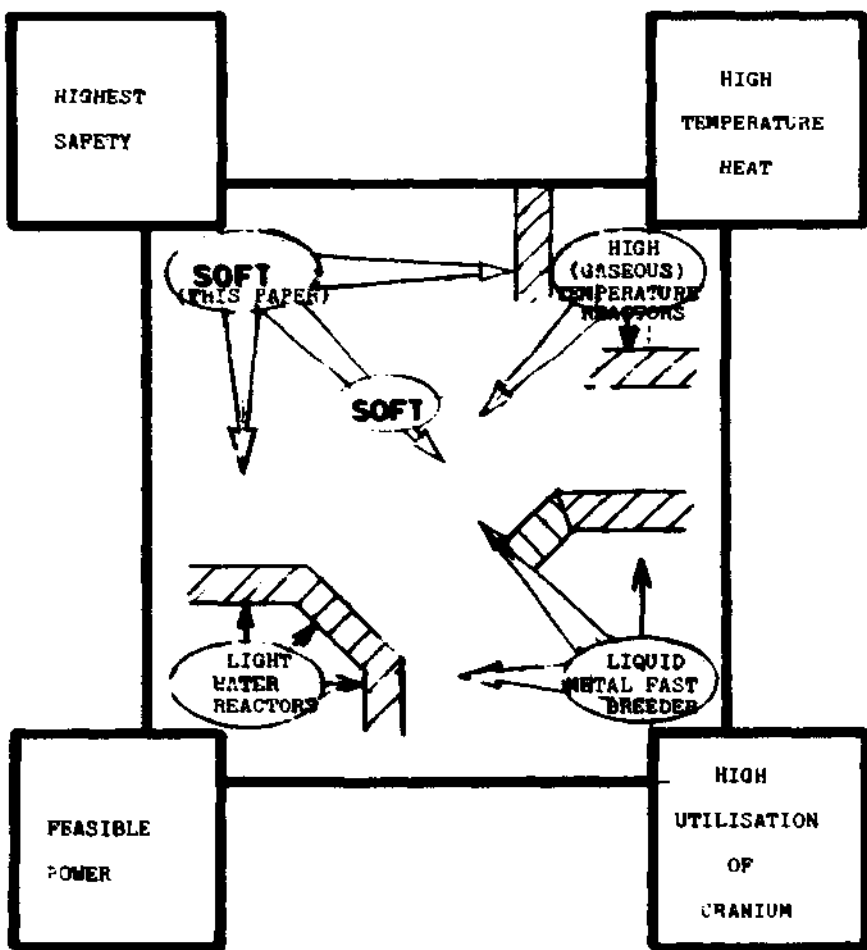 HIGHEST
SAFETY
HIGH
TEMPERATURE
HEAT
SOFT
(THIS PAPER)
HIGH
(GASEOUS)
TEMPERATURE
REACTORS
SOFT
LIGHT
WATER
REACTORS
LIQUID
METAL FAST
BREEDER
FEASIBLE
POWER
HIGH
UTILISATION
OF
CRANIUM